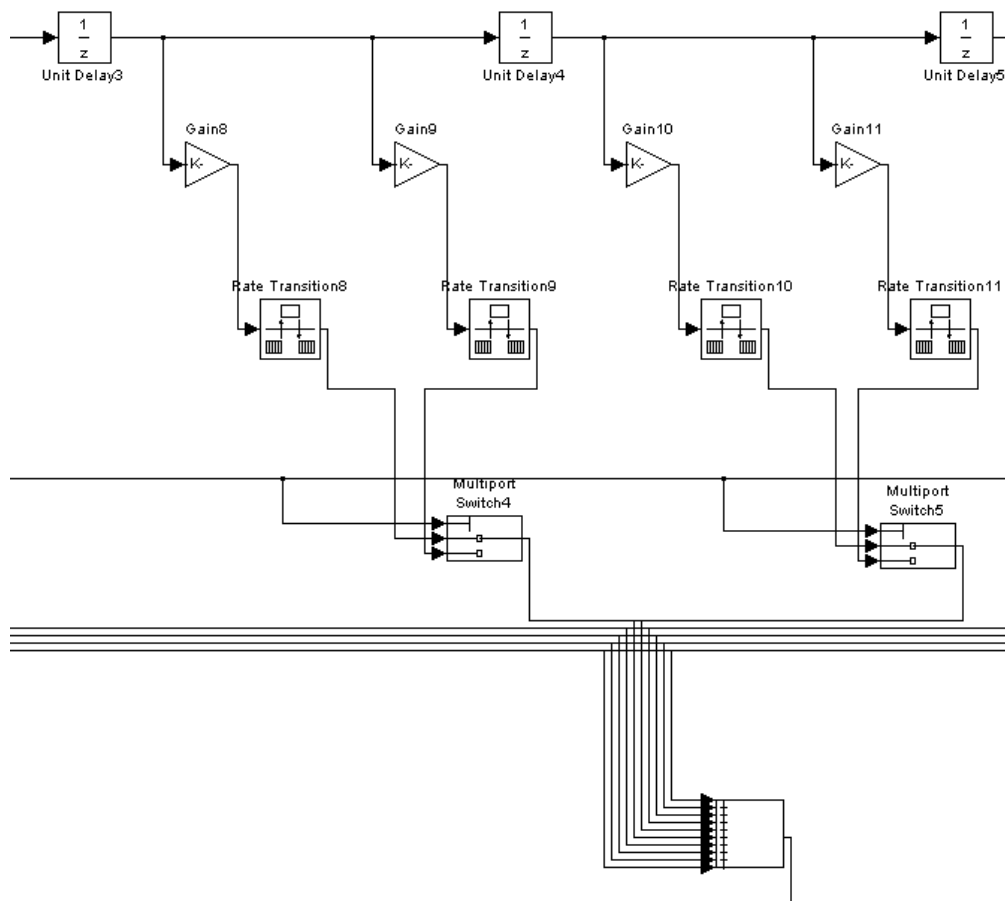 1
z
1
z
1
z
Unit Delay3
Unit Delay4
Unit Delay5
Gain8
Gain9
Gain10
Gain11
K-
K-
K-
K-
Rate Transition8
Rate Transition9
Rate Transition10
Rate Transition11
Multiport
Switch4
Multiport
Switch5